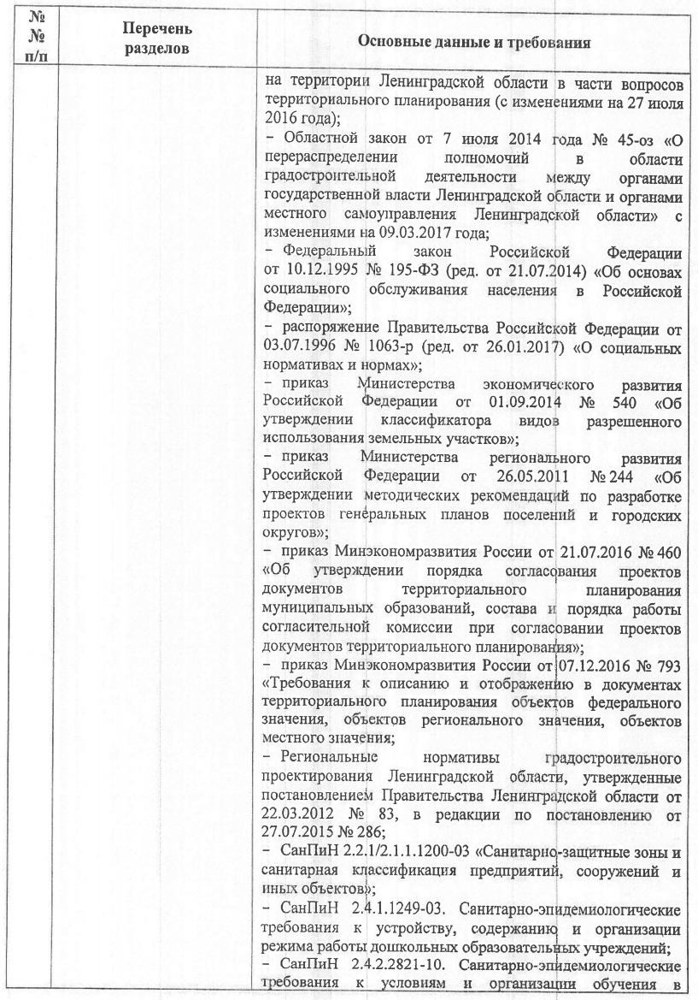 №
№
п/п
Перечень
разделов
Основные данные и требования
на территории Ленинградской области в части вопросов
территориального планирования (с изменениями на 27 июля
2016 года);
− Областной закон от 7 июля 2014 года № 45-оз «О
перераспределении полномочий в области
градостроительной деятельности между органами
государственной власти Ленинградской области и органами
местного самоуправления Ленинградской области» с
изменениями на 09.03.2017 года;
− Федеральный закон Российской Федерации
от 10.12.1995 № 195-ФЗ (ред. от 21.07.2014) «Об основах
социального обслуживания населения в Российской
Федерации»;
− распоряжение Правительства Российской Федерации от
03.07.1996 № 1063-р (ред. от 26.01.2017) «О социальных
нормативах и нормах»;
− приказ Министерства экономического развития
Российской Федерации от 01.09.2014 № 540 «Об
утверждении классификатора видов разрешенного
использования земельных участков»;
− приказ Министерства регионального развития
Российской Федерации от 26.05.2011 № 244 «Об
утверждении методических рекомендаций по разработке
проектов генеральных планов поселений и городских
округов»;
− приказ Минэкономразвития России от 21.07.2016 № 460
«Об утверждении порядка согласования проектов
документов территориального планирования
муниципальных образований, состава и порядка работы
согласительной комиссии при согласовании проектов
документов территориального планирования»;
− приказ Минэкономразвития России от 07.12.2016 № 793
«Требования к описанию и отображению в документах
территориального планирования объектов федерального
значения, объектов регионального значения, объектов
местного значения;
− Региональные нормативы градостроительного
проектирования Ленинградской области, утвержденные
постановлением Правительства Ленинградской области от
22.03.2012 № 83, в редакции по постановлению от
27.07.2015 № 286;
− СанПиН 2.2.1/2.1.1.1200-03 «Санитарно-защитные зоны и
санитарная классификация предприятий, сооружений и
иных объектов»;
− СанПиН 2.4.1.1249-03. Санитарно-эпидемиологические
требования к устройству, содержанию и организации
режима работы дошкольных образовательных учреждений;
− СанПиН 2.4.2.2821-10. Санитарно-эпидемиологические
требования к условиям и организации обучения в